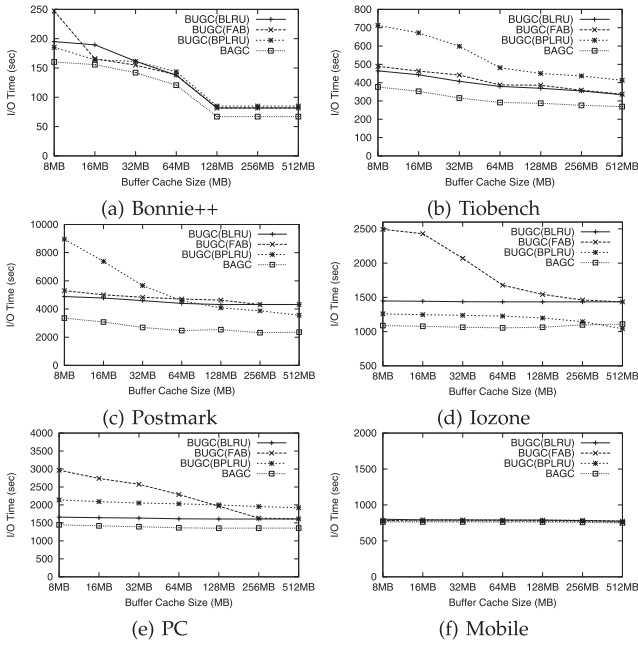 250
200
150
100
50
0
I/O Time (sec)
BUGC(BLRU)
BUGC(FAB)
BUGC(BPLRU)
BAGC
8MB 16MB 32MB 64MB 128MB 256MB 512MB
Buffer Cache Size (MB)
(a) Bonnie++
800
700
600
500
400
300
200
100
0
I/O Time (sec)
BUGC(BLRU)
BUGC(FAB)
BUGC(BPLRU)
BAGC
8MB 16MB 32MB 64MB 128MB 256MB 512MB
Buffer Cache Size (MB)
(b) Tiobench
10000
8000
6000
4000
2000
0
I/O Time (sec)
BUGC(BLRU)
BUGC(FAB)
BUGC(BPLRU)
BAGC
8MB 16MB 32MB 64MB 128MB 256MB 512MB
Buffer Cache Size (MB)
(c) Postmark
2500
2000
1500
1000
500
I/O Time (sec)
BUGC(BLRU)
BUGC(FAB)
BUGC(BPLRU)
BAGC
8MB 16MB 32MB 64MB 128MB 256MB 512MB
Buffer Cache Size (MB)
(d) Iozone
4000
3500
3000
2500
2000
1500
1000
500
0
I/O Time (sec)
BUGC(BLRU)
BUGC(FAB)
BUGC(BPLRU)
BAGC
8MB 16MB 32MB 64MB 128MB 256MB 512MB
Buffer Cache Size (MB)
(e) PC
2000
1500
1000
500
0
I/O Time (sec)
BUGC(BLRU)
BUGC(FAB)
BUGC(BPLRU)
BAGC
8MB 16MB 32MB 64MB 128MB 256MB 512MB
Buffer Cache Size (MB)
(f) Mobile